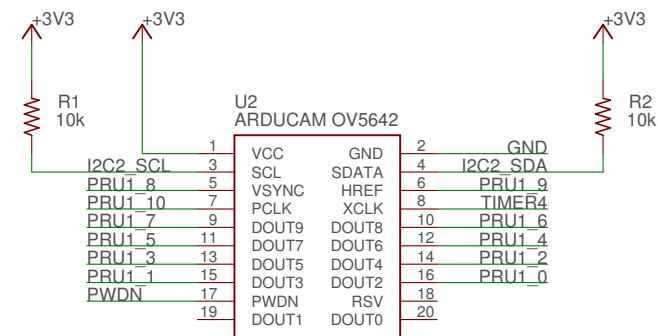 +3V3 +3V3 +3V3
R1 R2
10k 10k
U2
ARDUCAM OV5642
1 VCC GND 2 GND
I2C2_SCL 3 SCL SDATA 4 I2C2_SDA
PRU1_8 5 VSYNC HREF 6 PRU1_9
PRU1_10 7 PCLK XCLK 8 TIMER4
PRU1_7 9 DOUT9 DOUT8 10 PRU1_6
PRU1_5 11 DOUT7 DOUT6 12 PRU1_4
PRU1_3 13 DOUT5 DOUT4 14 PRU1_2
PRU1_1 15 DOUT3 DOUT2 16 PRU1_0
PWDN 17 PWDN RSV 18
19 DOUT1 DOUT0 20